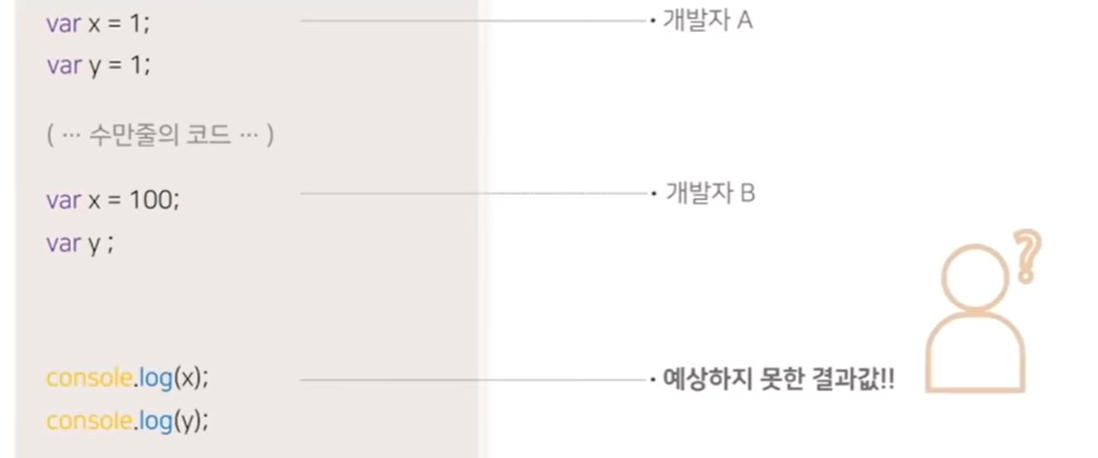 var x = 1;
• 개발자 A
var y = 1;
( ··· 수만줄의 코드 ··· )
var x = 100;
• 개발자 B
var y ;
?
console.log(x);
• 예상하지 못한 결과값!!
console.log(y);